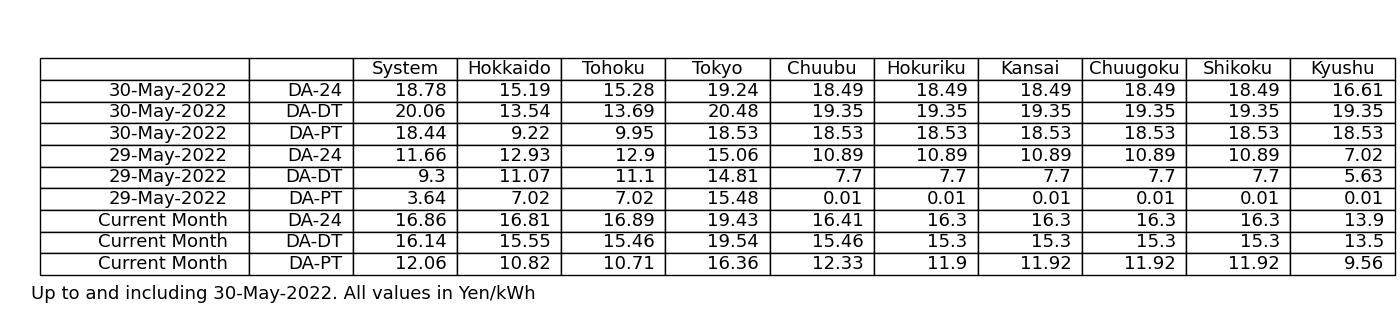 System Hokkaido Tohoku Tokyo Chuubu Hokuriku Kansai Chuugoku Shikoku Kyushu
30-May-2022 DA-24 18.78 15.19 15.28 19.24 18.49 18.49 18.49 18.49 18.49 16.61
30-May-2022 DA-DT 20.06 13.54 13.69 20.48 19.35 19.35 19.35 19.35 19.35 19.35
30-May-2022 DA-PT 18.44 9.22 9.95 18.53 18.53 18.53 18.53 18.53 18.53 18.53
29-May-2022 DA-24 11.66 12.93 12.9 15.06 10.89 10.89 10.89 10.89 10.89 7.02
29-May-2022 DA-DT 9.3 11.07 11.1 14.81 7.7 7.7 7.7 7.7 7.7 5.63
29-May-2022 DA-PT 3.64 7.02 7.02 15.48 0.01 0.01 0.01 0.01 0.01 0.01
Current Month DA-24 16.86 16.81 16.89 19.43 16.41 16.3 16.3 16.3 16.3 13.9
Current Month DA-DT 16.14 15.55 15.46 19.54 15.46 15.3 15.3 15.3 15.3 13.5
Current Month DA-PT 12.06 10.82 10.71 16.36 12.33 11.9 11.92 11.92 11.92 9.56
Up to and including 30-May-2022. All values in Yen/kWh